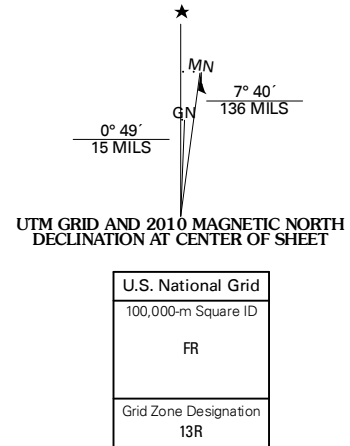 MN
7° 40´
136 MILS
GN
0° 49´
15 MILS
UTM GRID AND 2010 MAGNETIC NORTH
DECLINATION AT CENTER OF SHEET
U.S. National Grid
100,000-m Square ID
FR
Grid Zone Designation
13R